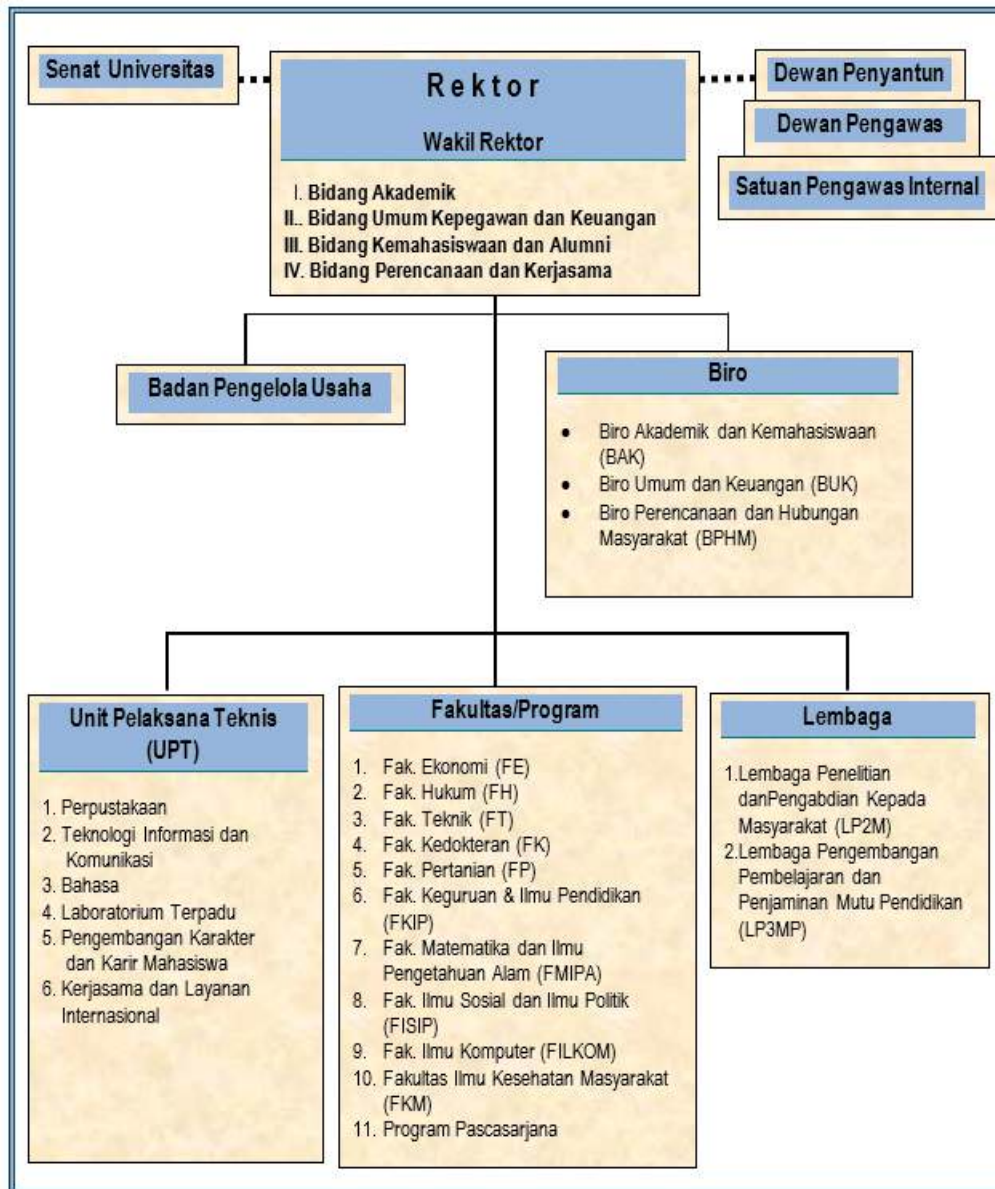 Senat Universitas
R e k t o r
Wakil Rektor
I. Bidang Akademik
II.. Bidang Umum Kepegawan dan Keuangan
III. Bidang Kemahasiswaan dan Alumni
IV. Bidang Perencanaan dan Kerjasama
Dewan Penyantun
Dewan Pengawas
Satuan Pengawas Internal
Badan Pengelola Usaha
Biro
• Biro Akademik dan Kemahasiswaan
(BAK)
• Biro Umum dan Keuangan (BUK)
• Biro Perencanaan dan Hubungan
Masyarakat (BPHM)
Unit Pelaksana Teknis
(UPT)
1. Perpustakaan
2. Teknologi Informasi dan
Komunikasi
3. Bahasa
4. Laboratorium Terpadu
5. Pengembangan Karakter
dan Karir Mahasiswa
6. Kerjasama dan Layanan
Internasional
Fakultas/Program
1. Fak. Ekonomi (FE)
2. Fak. Hukum (FH)
3. Fak. Teknik (FT)
4. Fak. Kedokteran (FK)
5. Fak. Pertanian (FP)
6. Fak. Keguruan & Ilmu Pendidikan
(FKIP)
7. Fak. Matematika dan Ilmu
Pengetahuan Alam (FMIPA)
8. Fak. Ilmu Sosial dan Ilmu Politik
(FISIP)
9. Fak. Ilmu Komputer (FILKOM)
10. Fakultas Ilmu Kesehatan Masyarakat
(FKM)
11. Program Pascasarjana
Lembaga
1.Lembaga Penelitian
danPengabdian Kepada
Masyarakat (LP2M)
2.Lembaga Pengembangan
Pembelajaran dan
Penjaminan Mutu Pendidikan
(LP3MP)